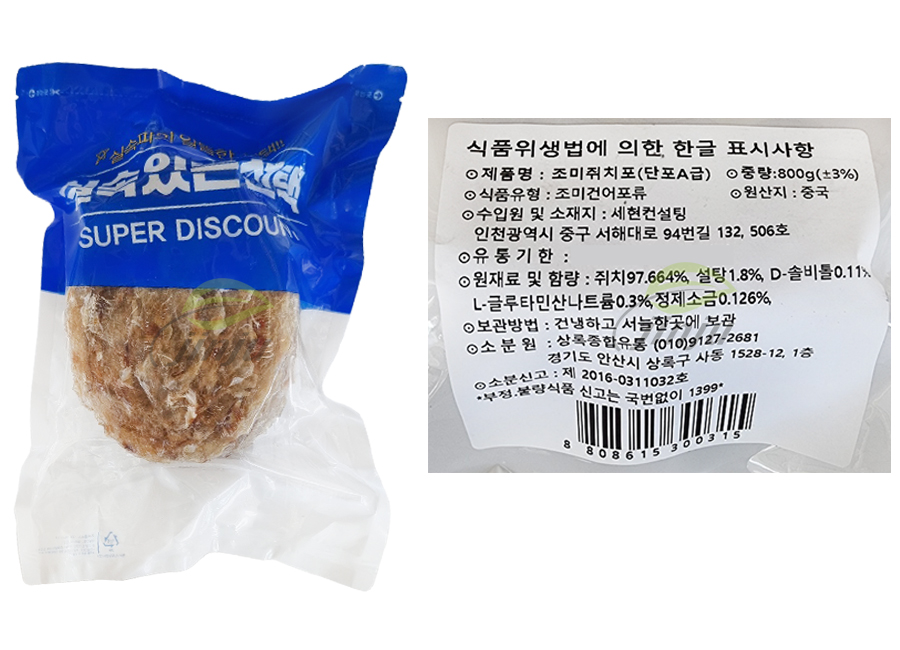 실속있는선택
SUPER DISCOUNT
식품위생법에 의한 한글 표시사항
⊙제품명 : 조미쥐치포(단포A급) ⊙중량:800g(±3%)
⊙식품유형 : 조미건어포류 ⊙원산지 : 중국
⊙수입원 및 소재지 : 세현컨설팅
인천광역시 중구 서해대로 94번길 132, 506호
⊙유통기한 :
⊙원재료 및 함량 : 쥐치97.664%, 설탕1.8%, D-솔비톨0.11%
L-글루타민산나트륨0.3%,정제소금0.126%,
⊙보관방법 : 건냉하고 서늘한곳에 보관
⊙소분원 : 상록종합유통 (010)9127-2681
경기도 안산시 상록구 사동 1528-12, 1층
⊙소분신고 : 제 2016-0311032호
*부정.불량식품 신고는 국번없이 1399*
8 808615 300315